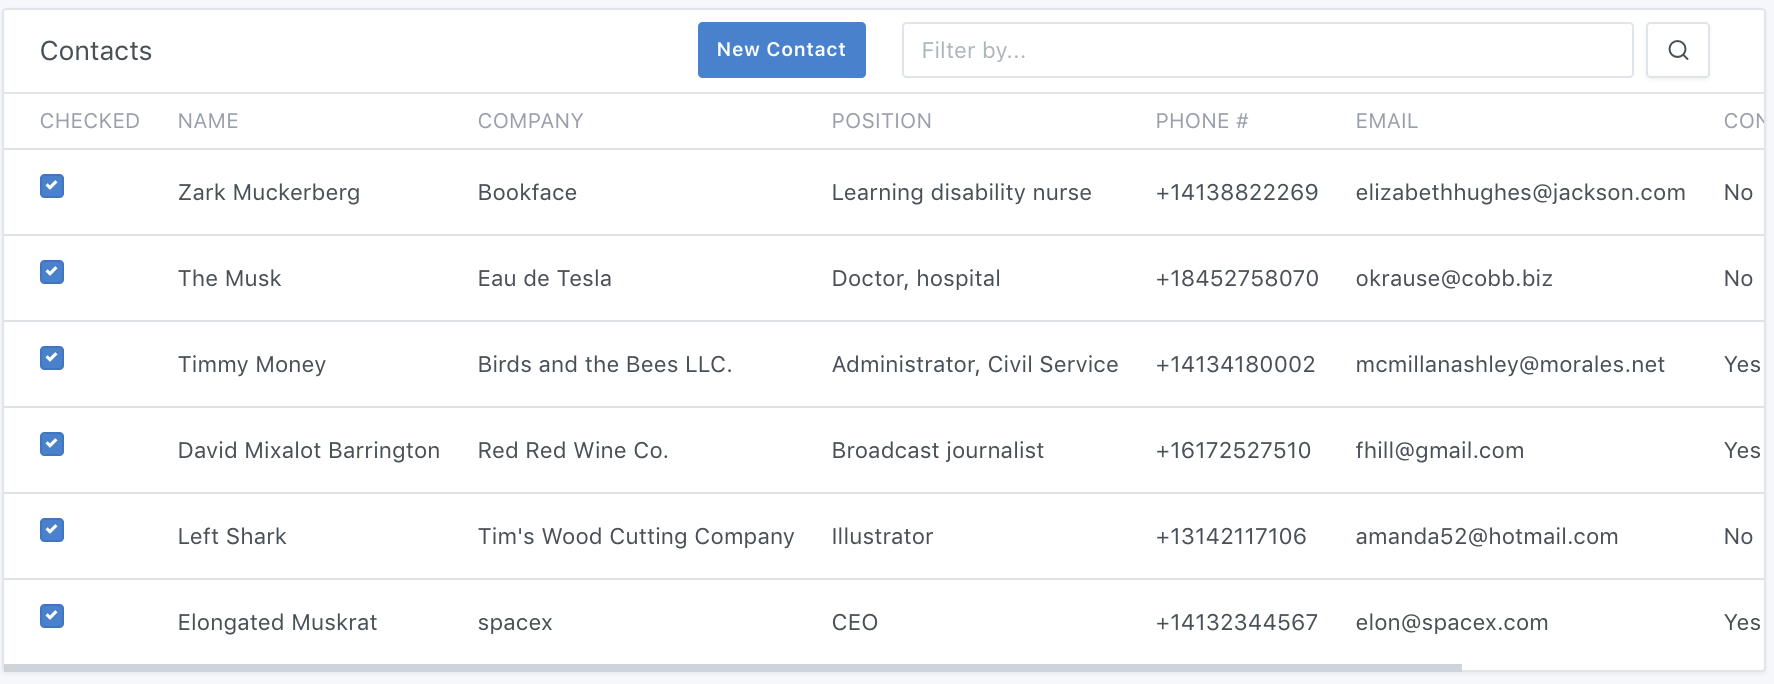 Contacts New Contact Filter by...
CHECKED NAME COMPANY POSITION PHONE # EMAIL CON
Zark Muckerberg Bookface Learning disability nurse +14138822269 elizabethhughes@jackson.com No
The Musk Eau de Tesla Doctor, hospital +18452758070 okrause@cobb.biz No
Timmy Money Birds and the Bees LLC. Administrator, Civil Service +14134180002 mcmillanashley@morales.net Yes
David Mixalot Barrington Red Red Wine Co. Broadcast journalist +16172527510 fhill@gmail.com Yes
Left Shark Tim's Wood Cutting Company Illustrator +13142117106 amanda52@hotmail.com No
Elongated Muskrat spacex CEO +14132344567 elon@spacex.com Yes